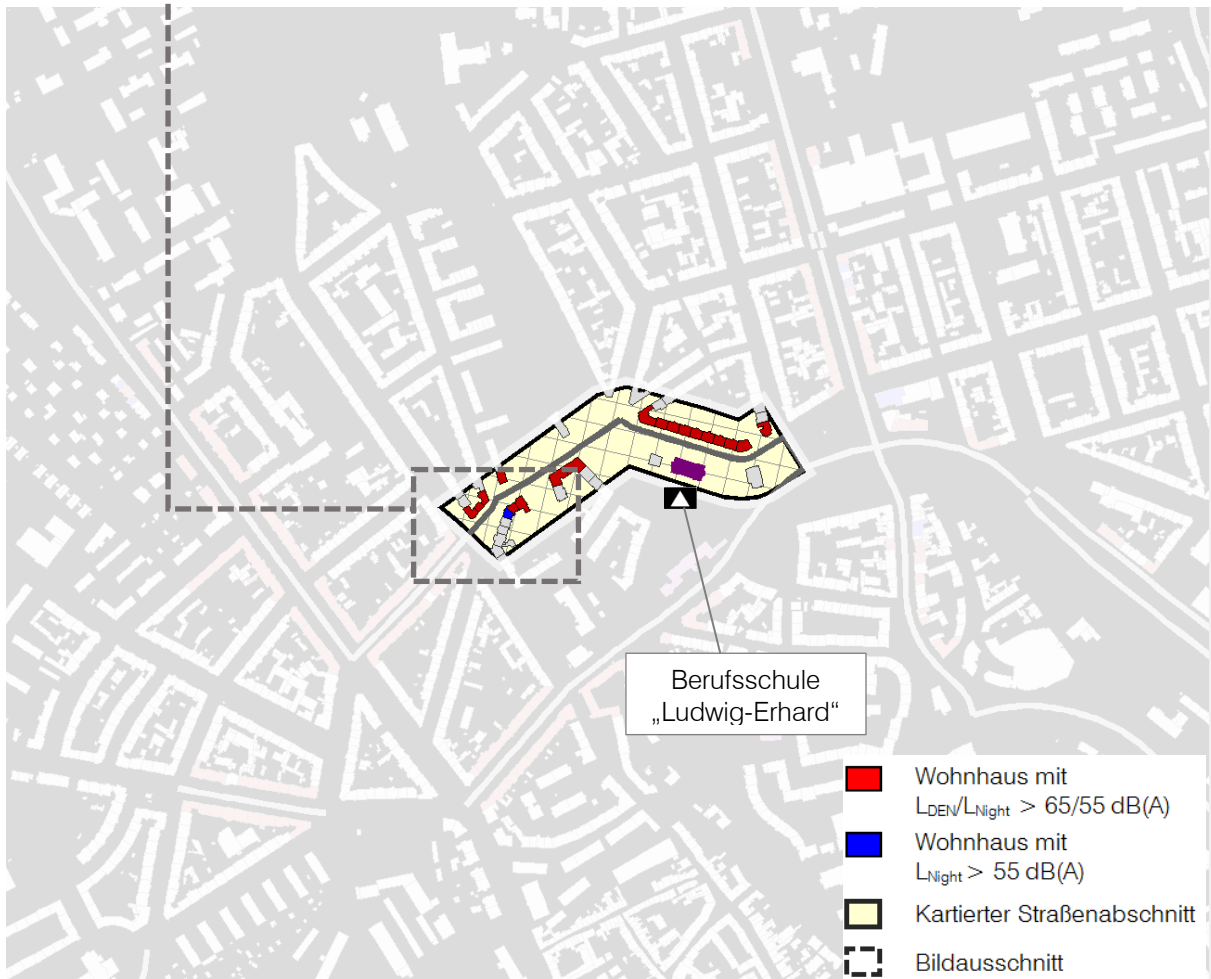 Berufsschule
„Ludwig-Erhard“
Wohnhaus mit
LDEN/LNight > 65/55 dB(A)
Wohnhaus mit
LNight > 55 dB(A)
Kartierter Straßenabschnitt
Bildausschnitt